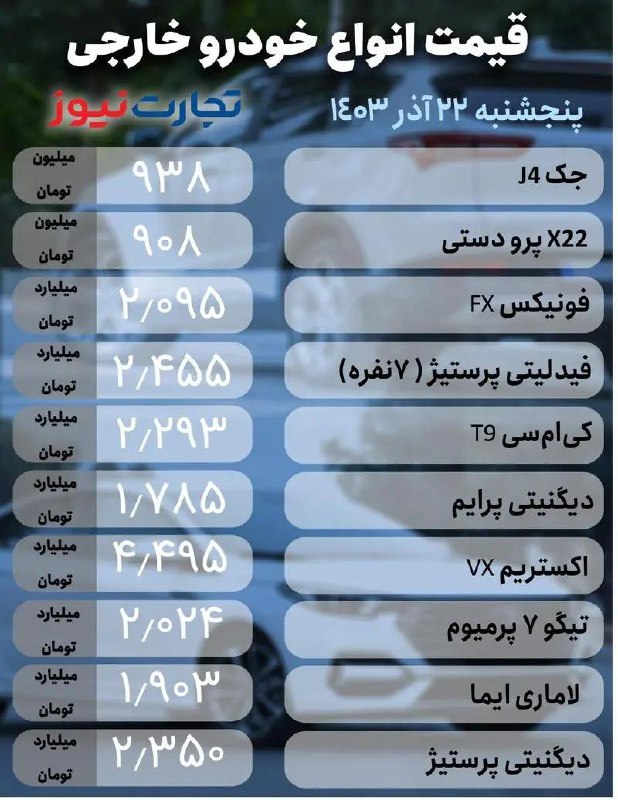 قیمت انواع خودرو خارجی
پنجشنبه ۲۲ آذر ۱۴۰۳
تجارت‌نیوز
جک J4
۹۳۸
میلیون
تومان
X22 پرو دستی
۹۰۸
میلیون
تومان
فونیکس FX
۲٫۰۹۵
میلیارد
تومان
فیدلیتی پرستیژ (۷نفره)
۲٫۴۵۵
میلیارد
تومان
کی‌ام‌سی T9
۲٫۲۹۳
میلیارد
تومان
دیگنیتی پرایم
۱٫۷۸۵
میلیارد
تومان
اکستریم VX
۴٫۴۹۵
میلیارد
تومان
تیگو ۷ پرمیوم
۲٫۰۲۴
میلیارد
تومان
لاماری ایما
۱٫۹۰۳
میلیارد
تومان
دیگنیتی پرستیژ
۲٫۳۵۰
میلیارد
تومان